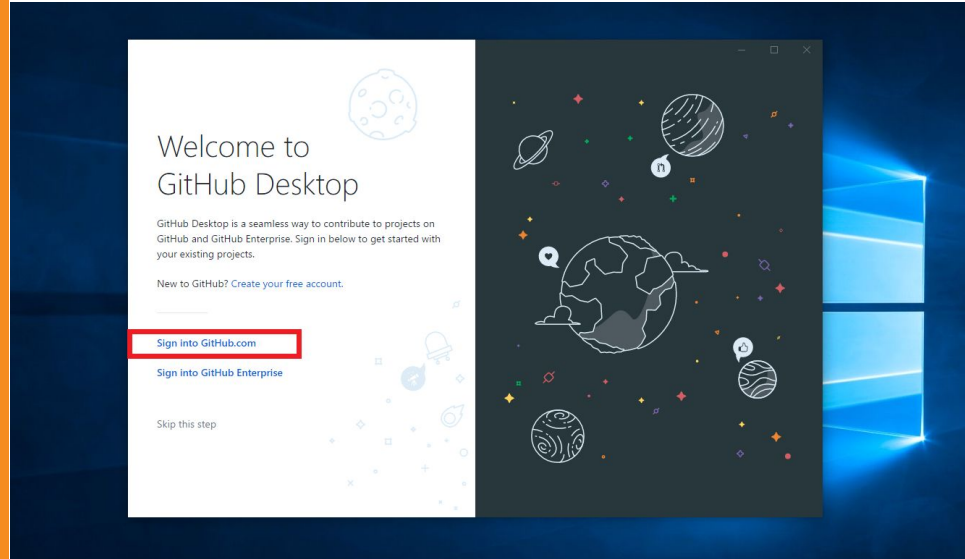 Welcome to
GitHub Desktop
GitHub Desktop is a seamless way to contribute to projects on
GitHub and GitHub Enterprise. Sign in below to get started with
your existing projects.
New to GitHub? Create your free account.
Sign into GitHub.com
Sign into GitHub Enterprise
Skip this step